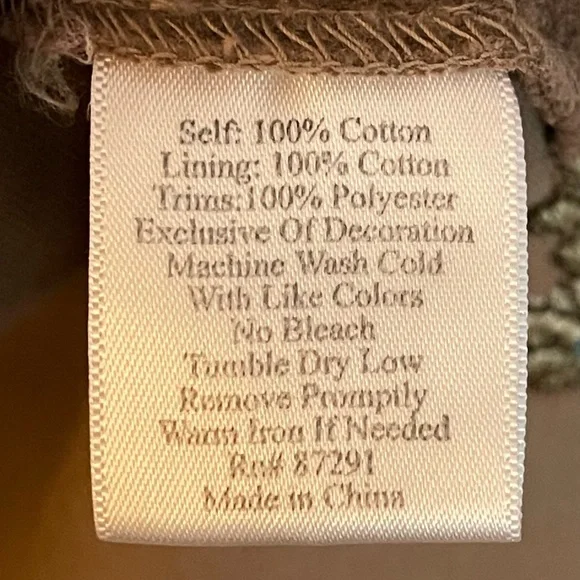 Self: 100% Cotton
Lining: 100% Cotton
Trims:100% Polyester
Exclusive Of Decoration
Machine Wash Cold
With Like Colors
No Bleach
Tumble Dry Low
Remove Promptly
Warm Iron If Needed
Rn# 87291
Made in China